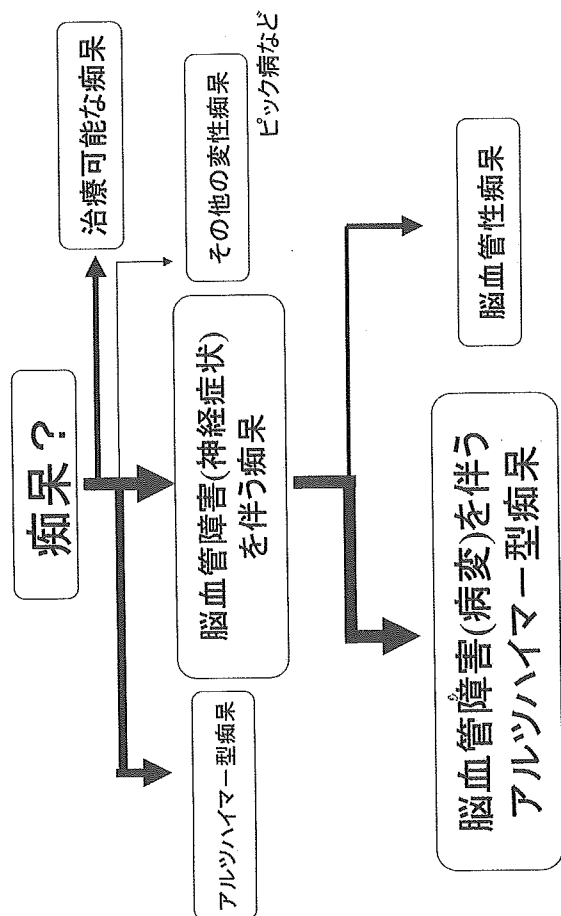 痴呆？
治療可能な痴呆
アルツハイマー型痴呆
脳血管障害(神経症状)
を伴う痴呆
その他の変性痴呆
ピック病など
脳血管障害(病変)を伴う
アルツハイマー型痴呆
脳血管性痴呆